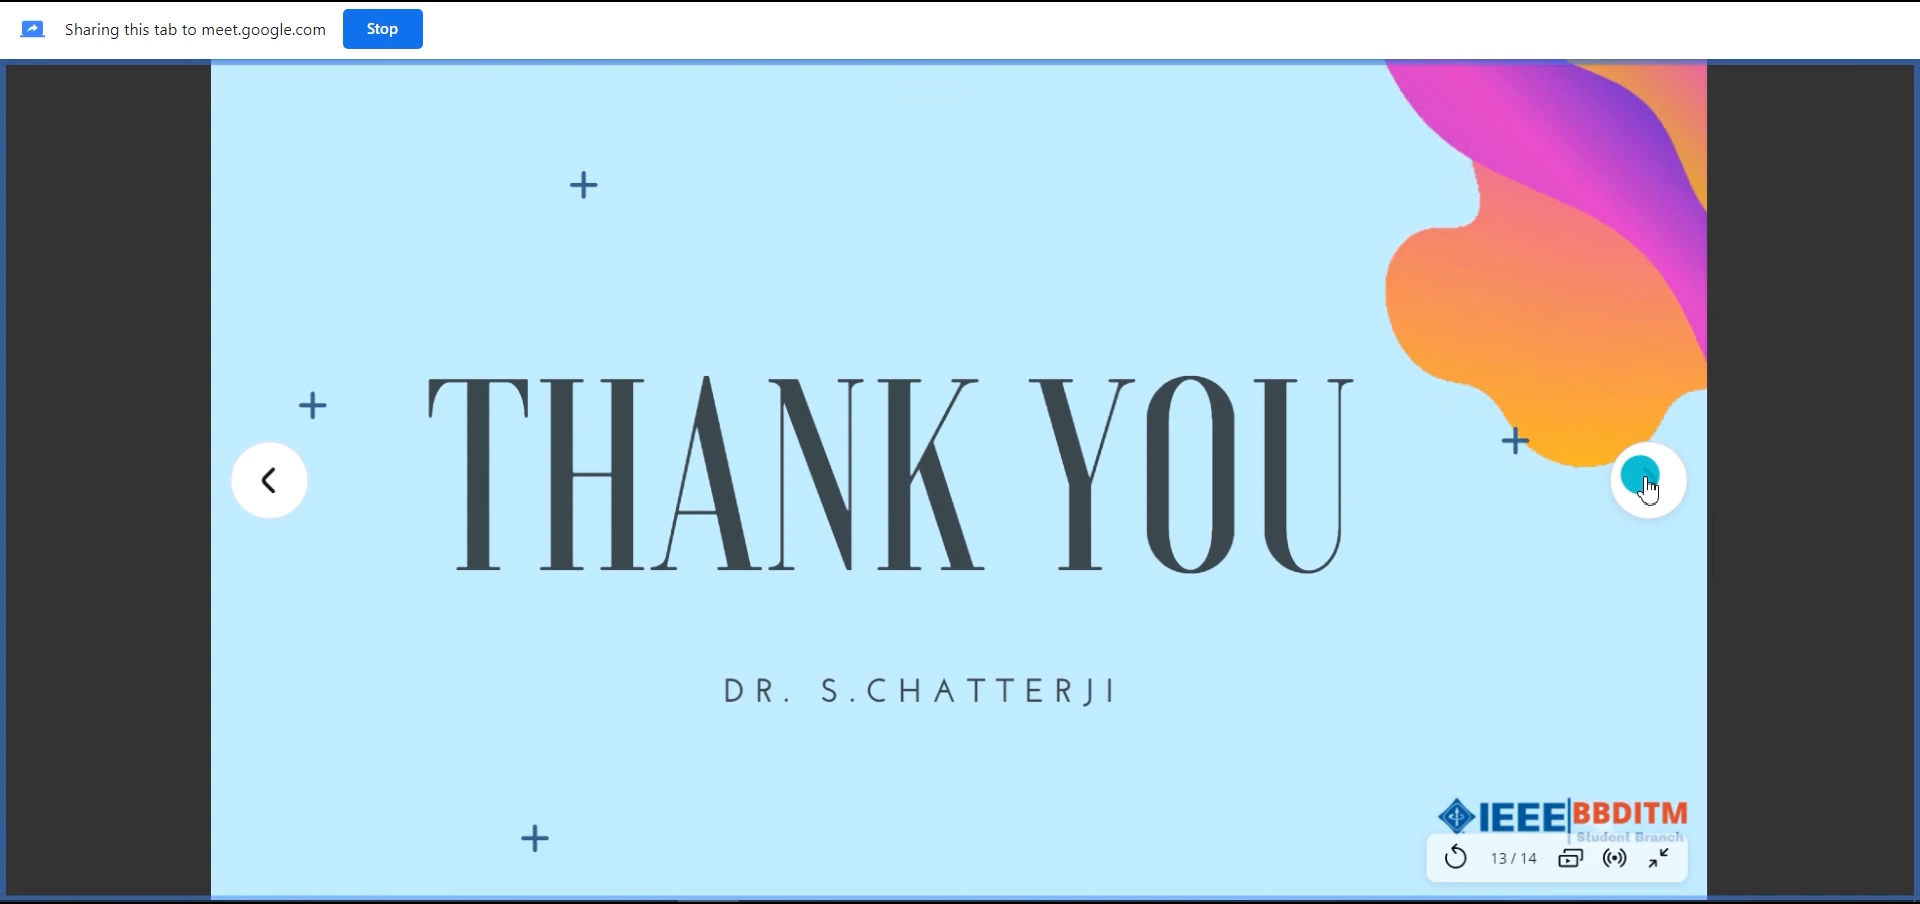 Sharing this tab to meet.google.com
Stop
THANK YOU
DR. S.CHATTERJI
IEEE BBDITM
Student Branch
13 / 14